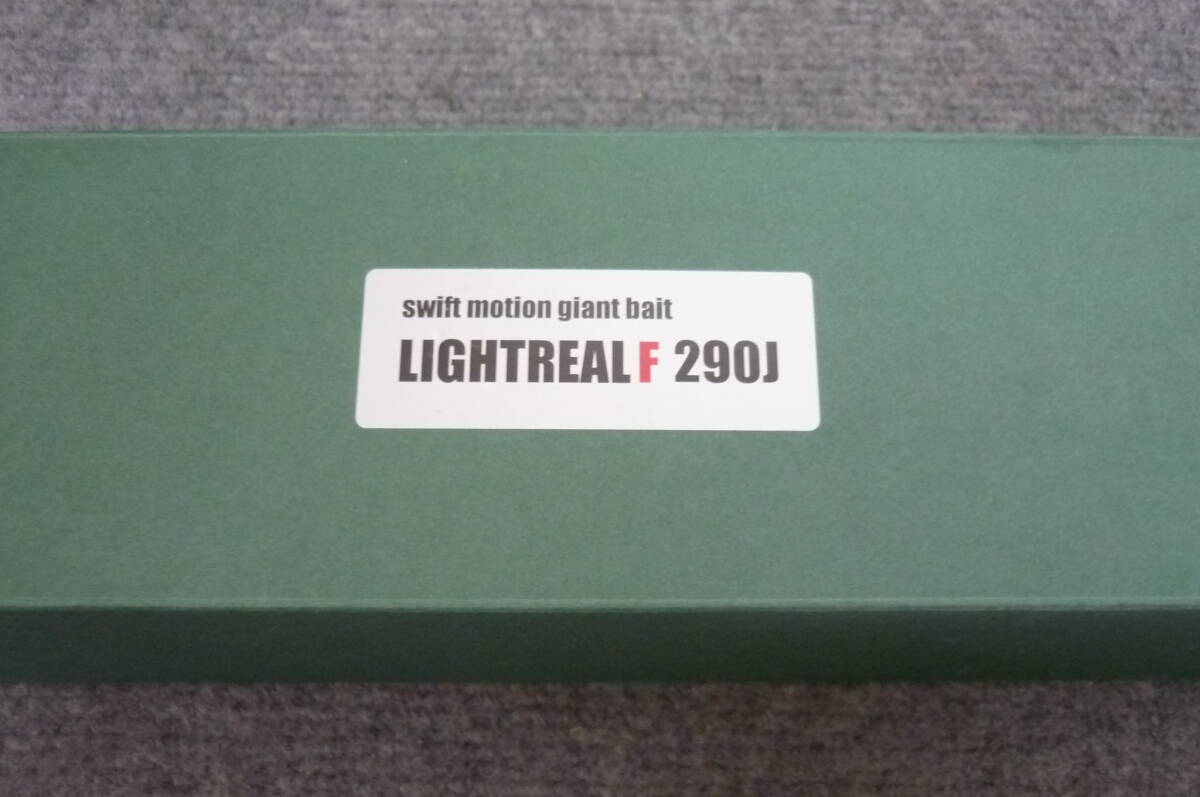 swift motion giant bait
LIGHTREAL F 290J